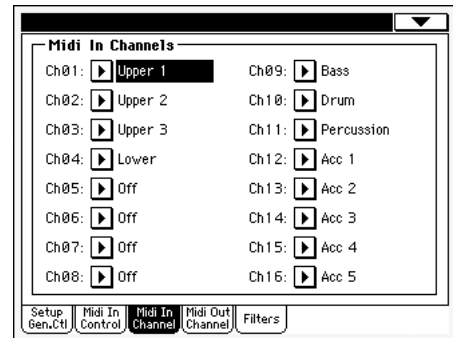 Midi In Channels
Ch01: Upper 1
Ch02: Upper 2
Ch03: Upper 3
Ch04: Lower
Ch05: Off
Ch06: Off
Ch07: Off
Ch08: Off
Ch09: Bass
Ch10: Drum
Ch11: Percussion
Ch12: Acc 1
Ch13: Acc 2
Ch14: Acc 3
Ch15: Acc 4
Ch16: Acc 5
Setup Gen.Ctl
Midi In Control
Midi In Channel
Midi Out Channel
Filters